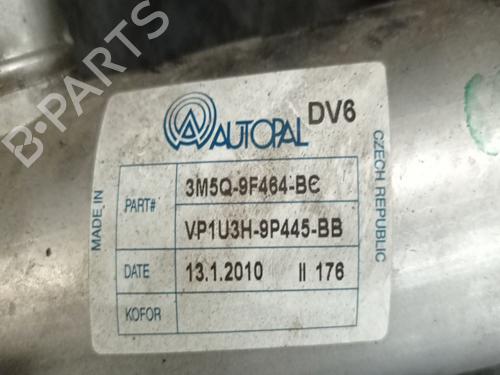 AUTOPAL
DV6
MADE IN
CZECH REPUBLIC
PART# 3M5Q-9F464-BC
VP1U3H-9P445-BB
DATE 13.1.2010 II 176
KOFOR
B-PARTS